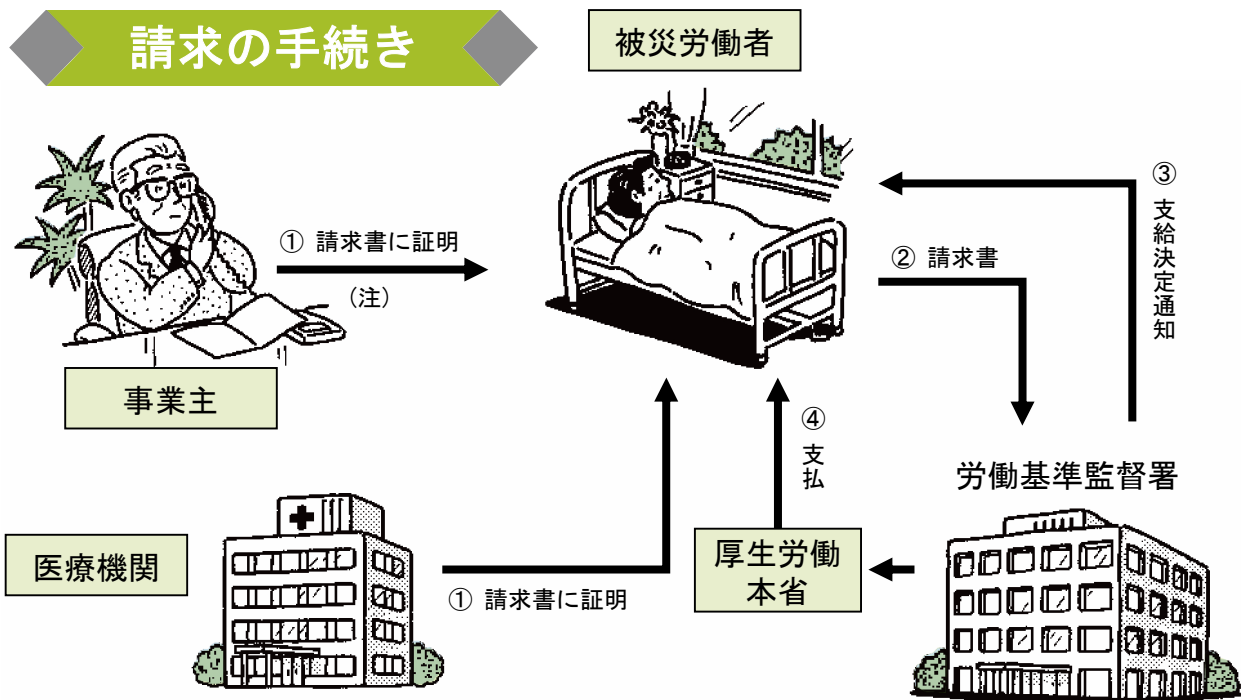 請求の手続き
被災労働者
① 請求書に証明
(注)
事業主
② 請求書
③支給決定通知
④支払
労働基準監督署
医療機関
① 請求書に証明
厚生労働
本省